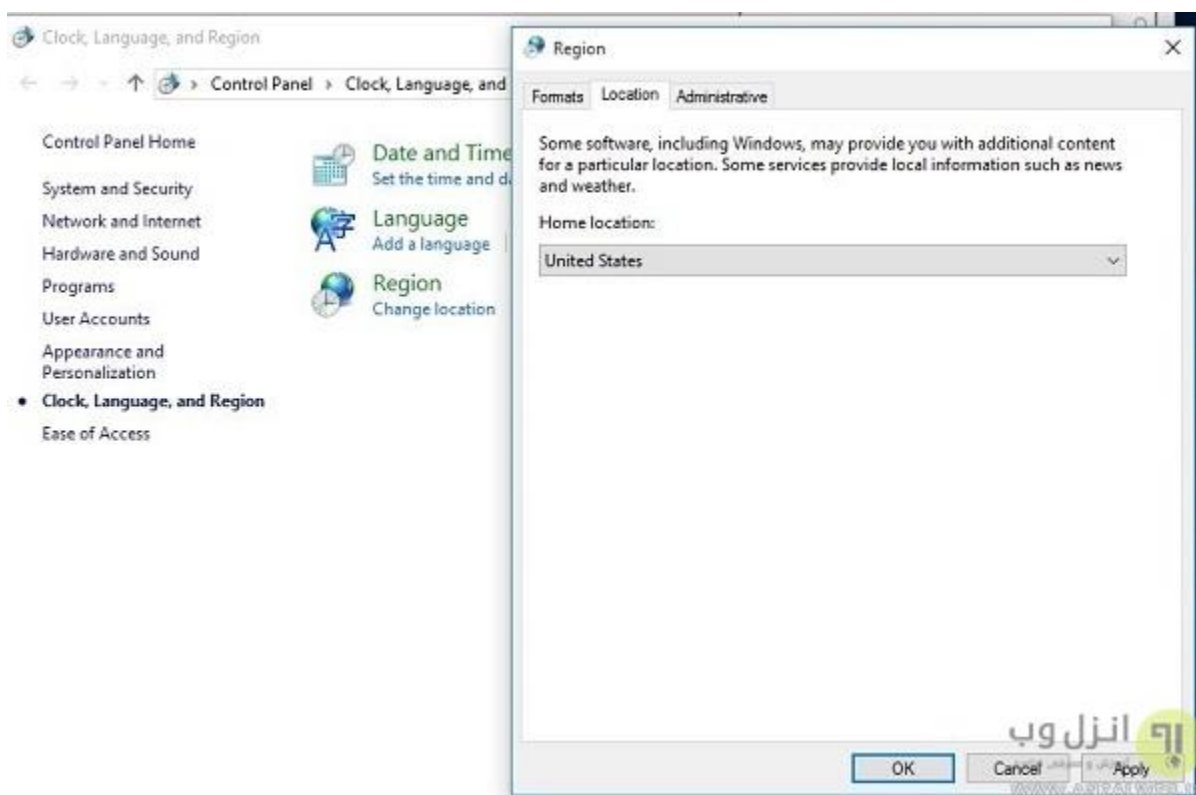 Clock, Language, and Region
Control Panel › Clock, Language, and
Control Panel Home
System and Security
Network and Internet
Hardware and Sound
Programs
User Accounts
Appearance and
Personalization
Clock, Language, and Region
Ease of Access
Date and Time
Set the time and
Language
Add a language
Region
Change location
Region
Formats Location Administrative
Some software, including Windows, may provide you with additional content
for a particular location. Some services provide local information such as news
and weather.
Home location:
United States
انزل وب
OK Cancel Apply